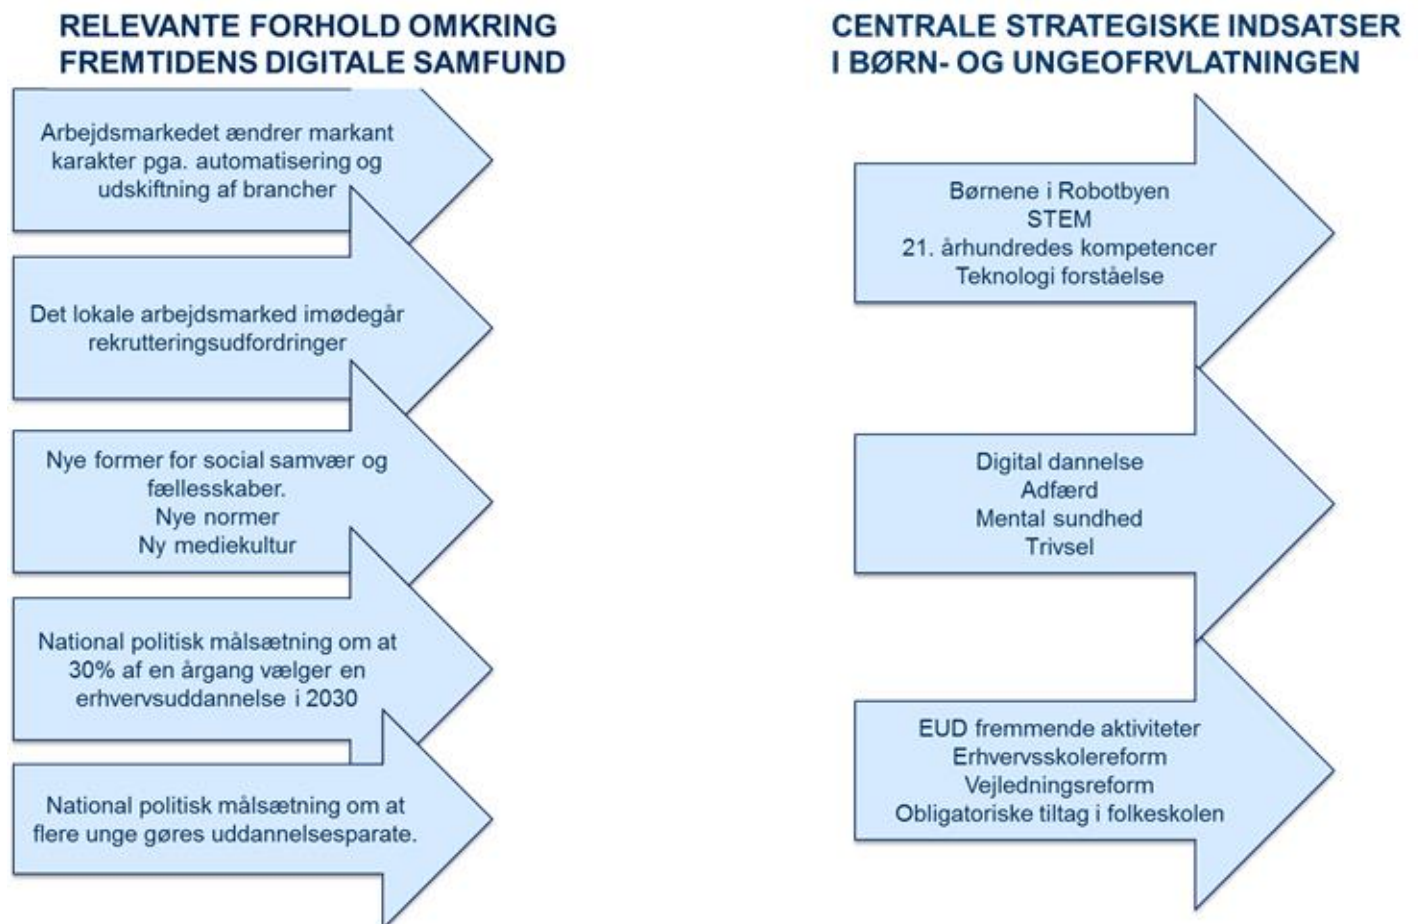 RELEVANTE FORHOLD OMKRING
FREMTIDENS DIGITALE SAMFUND
Arbejdsmarkedet ændrer markant
karakter pga. automatisering og
udskiftning af brancher
Det lokale arbejdsmarked imødegår
rekrutteringsudfordringer
Nye former for social samvær og
fællesskaber.
Nye normer
Ny mediekultur
National politisk målsætning om at
30% af en årgang vælger en
erhvervsuddannelse i 2030
National politisk målsætning om at
flere unge gøres uddannelsesparate.
CENTRALE STRATEGISKE INDSATSER
I BØRN- OG UNGEOFRVLATNINGEN
Børnene i Robotbyen
STEM
21. århundredes kompetencer
Teknologi forståelse
Digital dannelse
Adfærd
Mental sundhed
Trivsel
EUD fremmende aktiviteter
Erhvervsskolereform
Vejledningsreform
Obligatoriske tiltag i folkeskolen